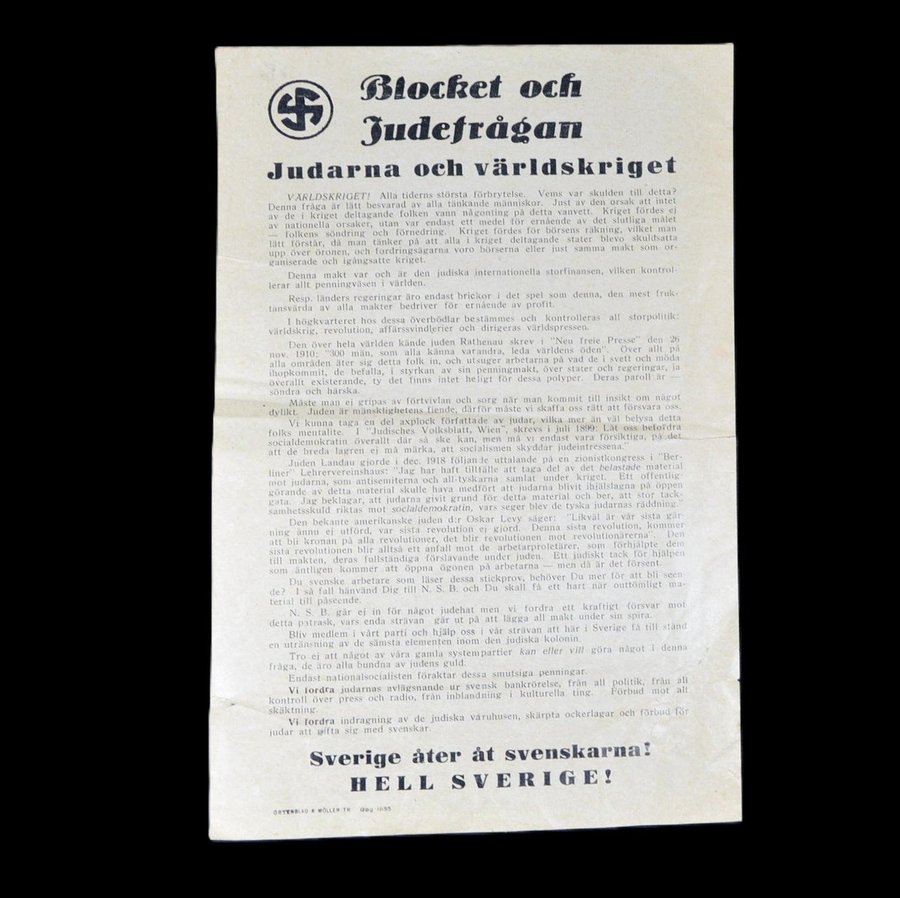 Blocket och
Judefrågan
Judarna och världskriget
VÄRLDSKRIGET! Alla tiderns största förbrytelse. Vems var skulden till detta?
Denna fråga är lätt besvarad av alla tänkande människor. Just av den orsak att intet
av de i kriget deltagande folken vann någonting på detta vanvett. Kriget fördes ej
av nationella orsaker, utan var endast ett medel för ernående av det slutliga målet
— folkens söndring och förnedring. Kriget fördes för börsens räkning, vilket man
lätt förstår, då man tänker på att alla i kriget deltagande stater blevo skuldsatta
upp över öronen, och fordringsägarna voro börserna eller just samma makt som or-
ganiserade och igångsatte kriget.
Denna makt var och är den judiska internationella storfinansen, vilken kontrol-
lerar allt penningväsen i världen.
Resp. länders regeringar äro endast brickor i det spel som denna, den mest fruk-
tansvärda av alla makter bedriver för ernående av profit.
I högkvarteret hos dessa överbödlar bestämmes och kontrolleras all storpolitik:
världskrig, revolution, affärssvindlerier och dirigeras världspressen.
Den över hela världen kände juden Rathenau skrev i "Neu freie Presse" den 26
nov. 1910: "300 män, som alla känna varandra, leda världens öden". Över allt på
alla områden äter sig detta folk in, och utsuger arbetarna på vad de i svett och möda
ihopkommit, de befalla, i styrkan av sin penningmakt, över stater och regeringar, ja
överallt existerande, ty det finns intet heligt för dessa polyper. Deras paroll är —
söndra och härska.
Måste man ej gripas av förtvivlan och sorg när man kommit till insikt om något
dylikt. Juden är mänsklighetens fiende, därför måste vi skaffa oss rätt att försvara oss.
Vi kunna taga en del axplock författade av judar, vilka mer än väl belysa detta
folks mentalite. I "Judisches Volksblatt, Wien", skrevs i juli 1899: Låt oss befordra
socialdemokratin överallt där så ske kan, men må vi endast vara försiktiga, på det
att de breda lagren ej må märka, att socialismen skyddar judeintressena."
Juden Landau gjorde i dec. 1918 följande uttalande på en zionistkongress i "Ber-
liner" Lehrervereinshaus: "Jag har haft tillfälle att taga del av det belastade material
mot judarna, som antisemiterna och all-tyskarna samlat under kriget. Ett offentlig-
görande av detta material skulle hava medfört att judarna blivit ihjälslagna på öppen
gata. Jag beklagar, att judarna givit grund för detta material och ber, att stor tack-
samhetsskuld riktas mot socialdemokratin, vars seger blev de tyska judarnas räddning."
Den bekante amerikanske juden d:r Oskar Levy säger: "Likväl är vår sista gär-
ning ännu ej utförd, var sista revolution ej gjord. Denna sista revolution, kommer
att bli kronan på alla revolutioner, det blir revolutionen mot revolutionärerna". Den
sista revolutionen blir alltså ett anfall mot de arbetarproletärer, som förhjälpte dem
till makten, deras fullständiga förslavande under juden. Ett judiskt tack för hjälpen
som äntligen kommer att öppna ögonen på arbetarna — men då är det försent.
Du svenske arbetare som läser dessa stickprov, behöver Du mer för att bli seen-
de? I så fall hänvänd Dig till N. S. B. och Du skall få ett hart när outtömligt ma-
terial till påseende.
N. S. B. går ej in för något judehat men vi fordra ett kraftigt försvar mot
detta patrask, vars enda strävan går ut på att lägga all makt under sin spira.
Bliv medlem i vårt parti och hjälp oss i vår strävan att här i Sverige få till stånd
en utränsning av de sämsta elementen inom den judiska kolonin.
Tro ej att något av våra gamla systempartier kan eller vill göra något i denna
fråga, de äro alla bundna av judens guld.
Endast nationalsocialisten föraktar dessa smutsiga penningar.
Vi fordra judarnas avlägsnande ur svensk bankrörelse, från all politik, från all
kontroll över press och radio, från inblandning i kulturella ting. Förbud mot all
skäktning.
Vi fordra indragning av de judiska varuhusen, skärpta ockerlagar och förbud för
judar att gifta sig med svenskar.
Sverige åter åt svenskarna!
HELL SVERIGE!
ÖSTENBLAD & MÖLLER TR.